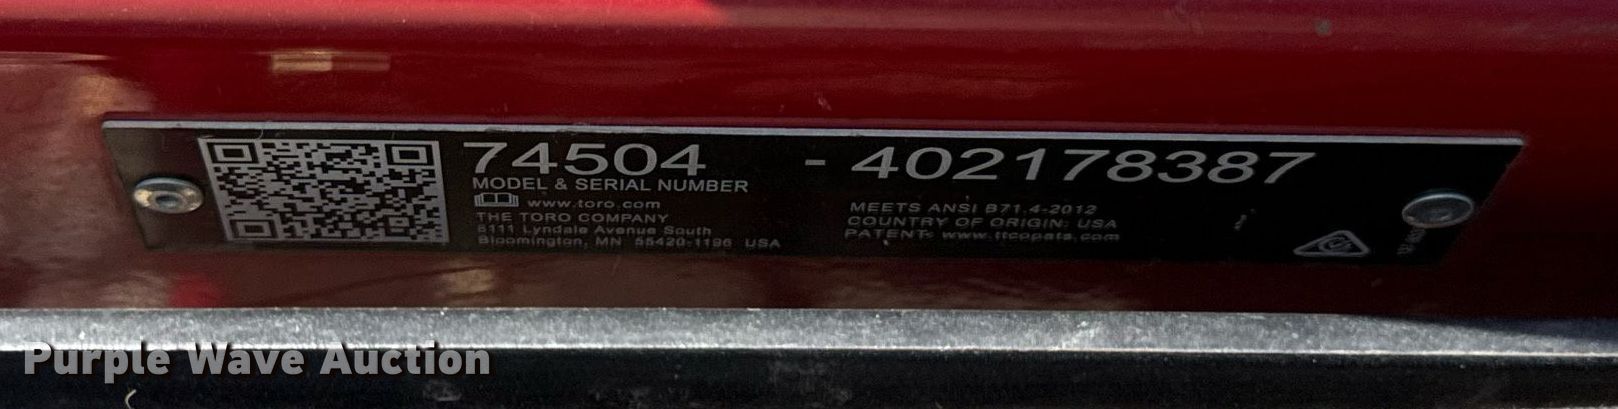 74504 - 402178387
MODEL & SERIAL NUMBER
www.toro.com
THE TORO COMPANY
8111 Lyndale Avenue South
Bloomington, MN 55420-1196 USA
MEETS ANSI B71.4-2012
COUNTRY OF ORIGIN: USA
PATENT: www.ttcopats.com
Purple Wave Auction